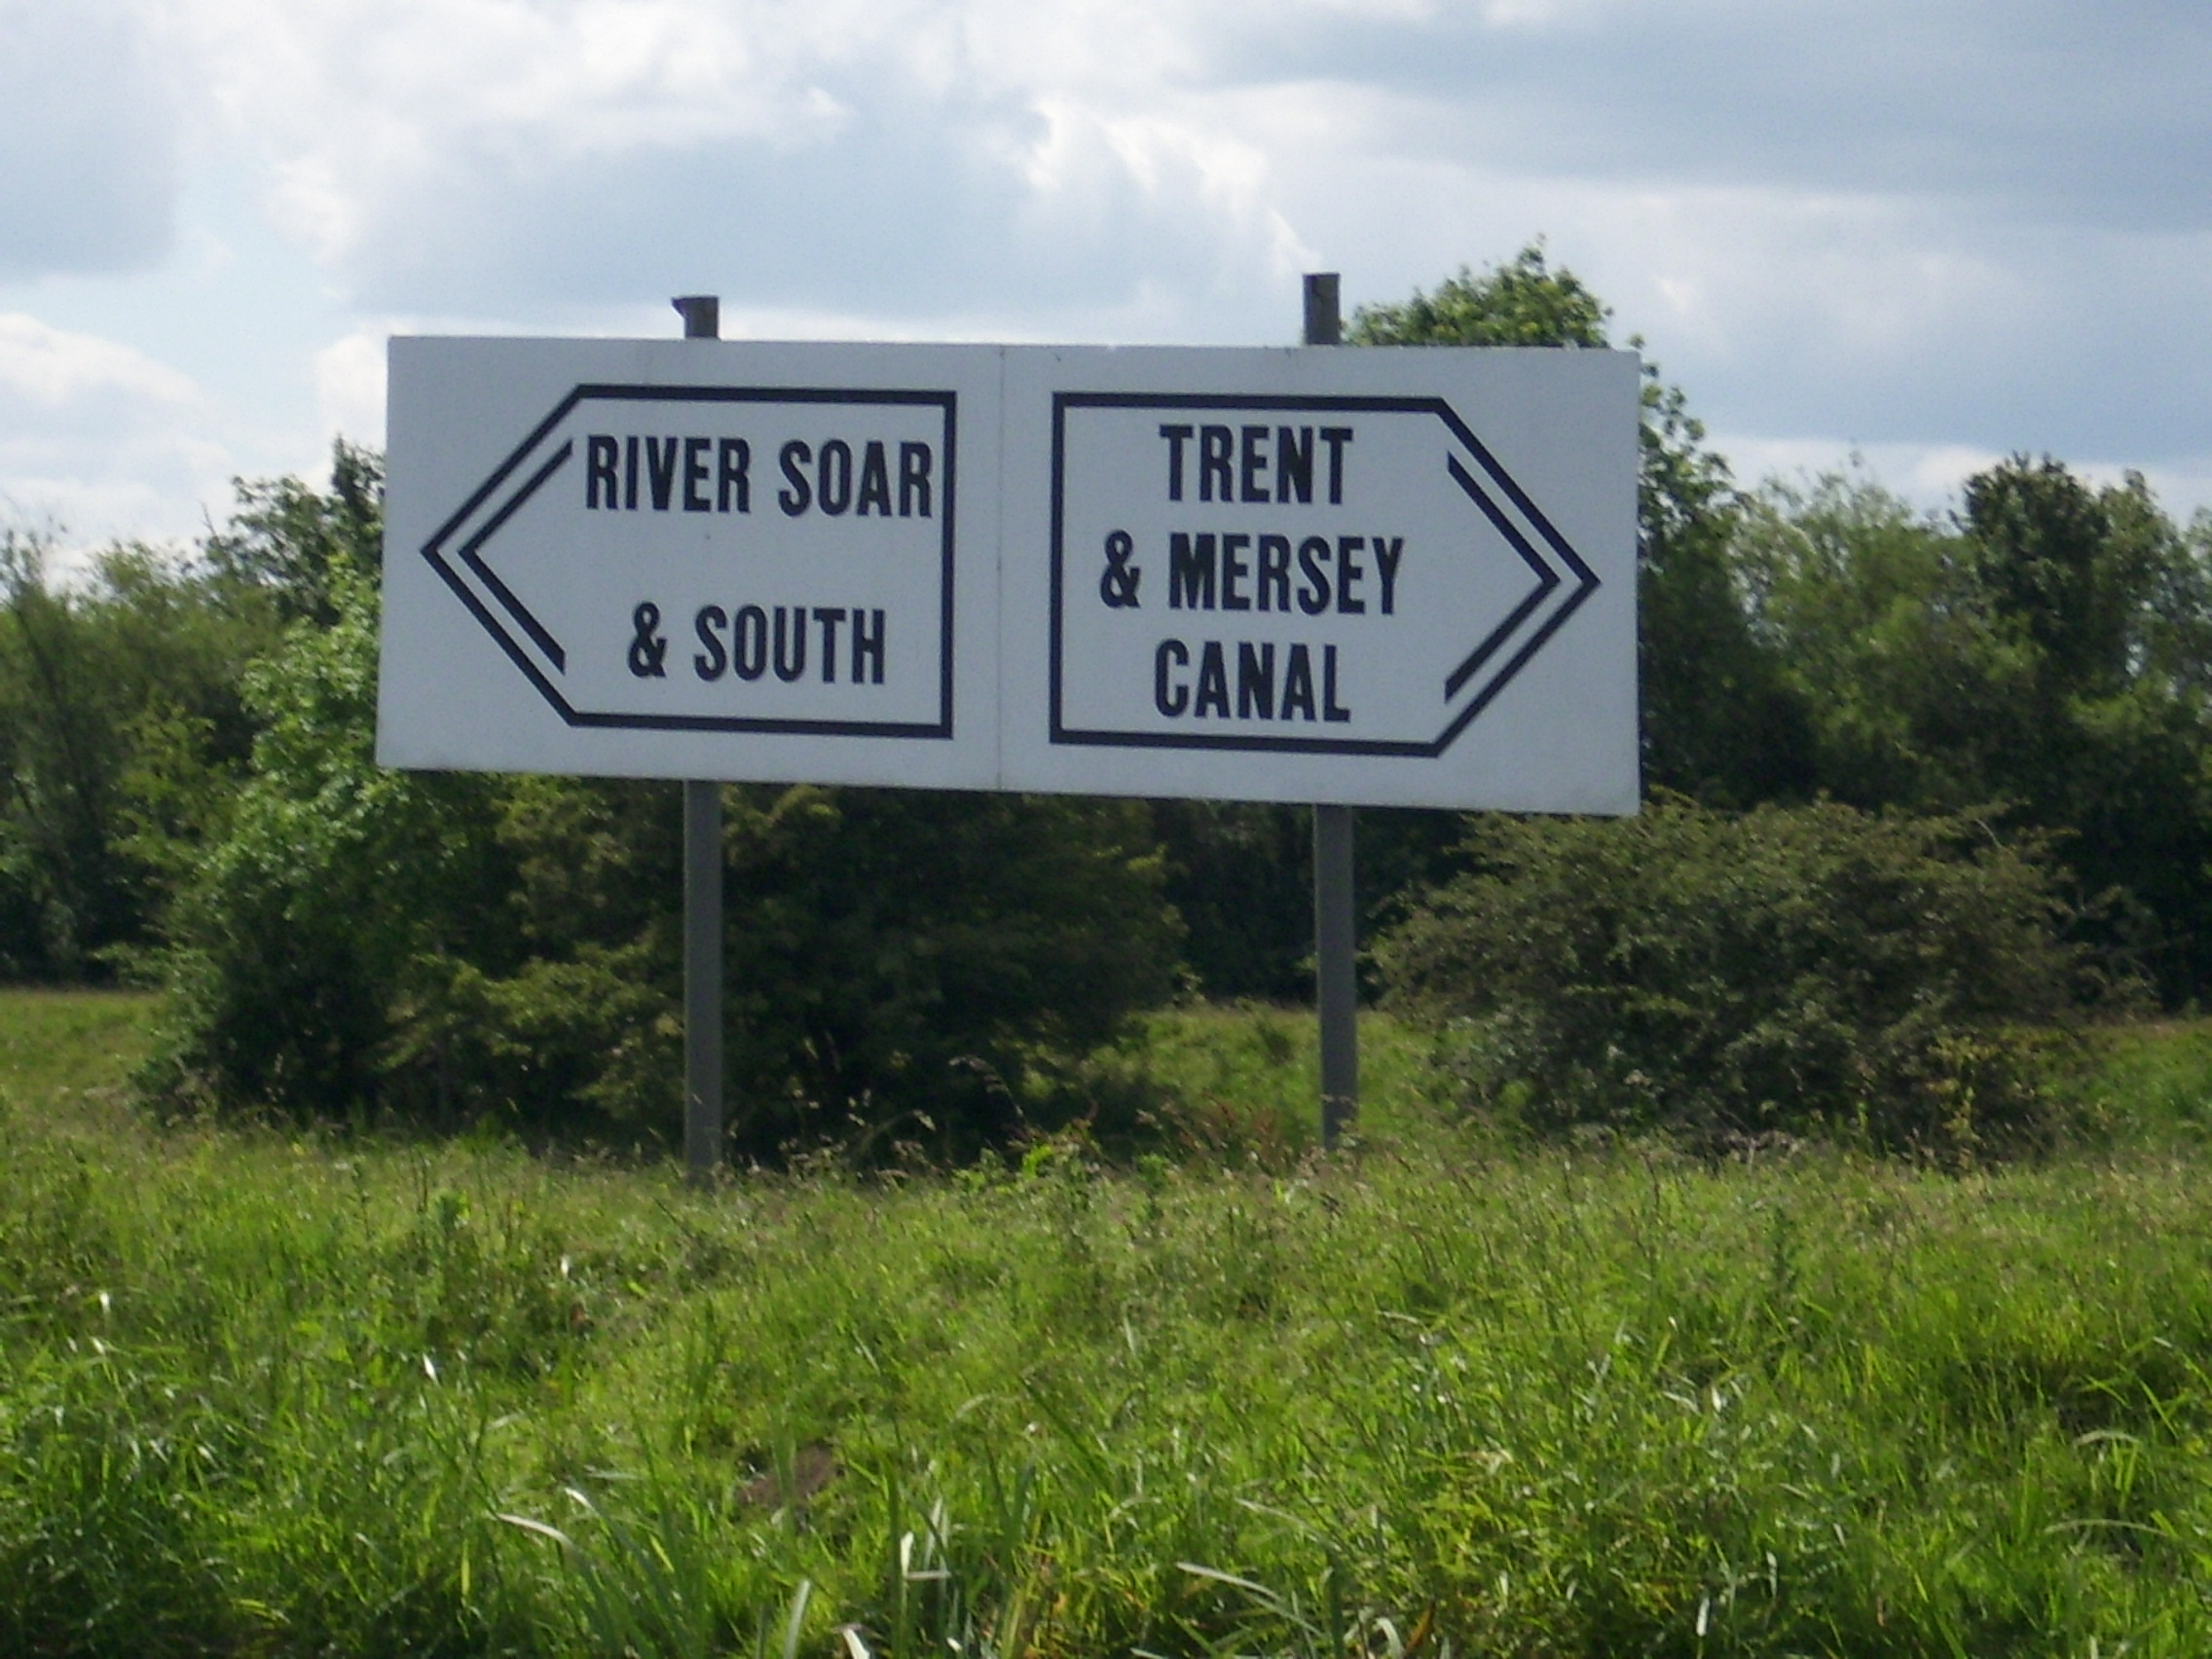 RIVER SOAR
& SOUTH
TRENT
& MERSEY
CANAL